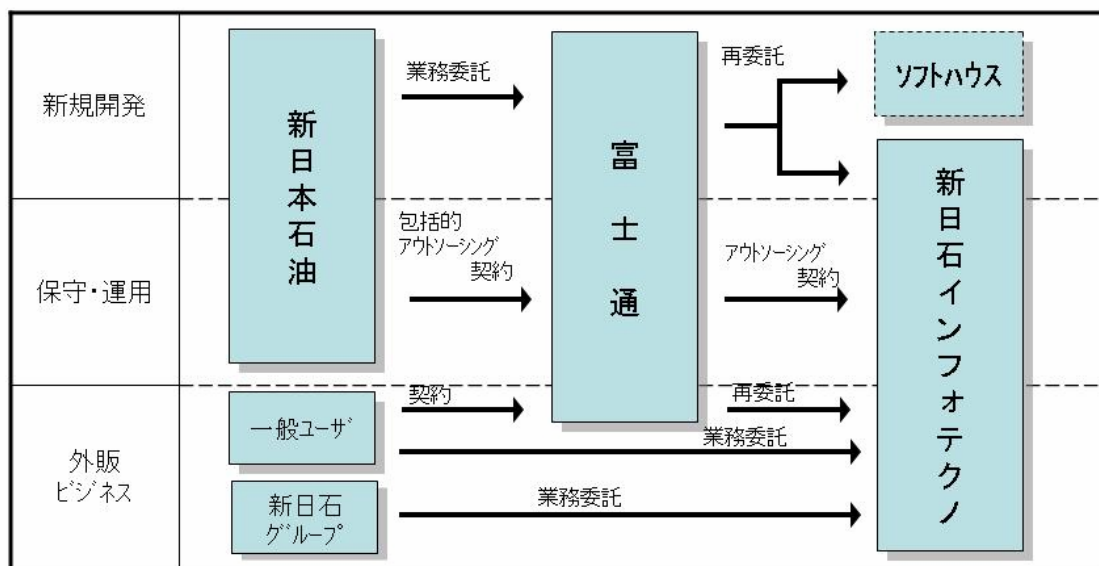 新規開発
新日本石油
業務委託
富士通
再委託
ソフトハウス
新日石インフォテクノ
保守・運用
包括的
アウトソーシング
契約
アウトソーシング
契約
外販
ビジネス
一般ユーザ
契約
再委託
業務委託
新日石
グループ
業務委託